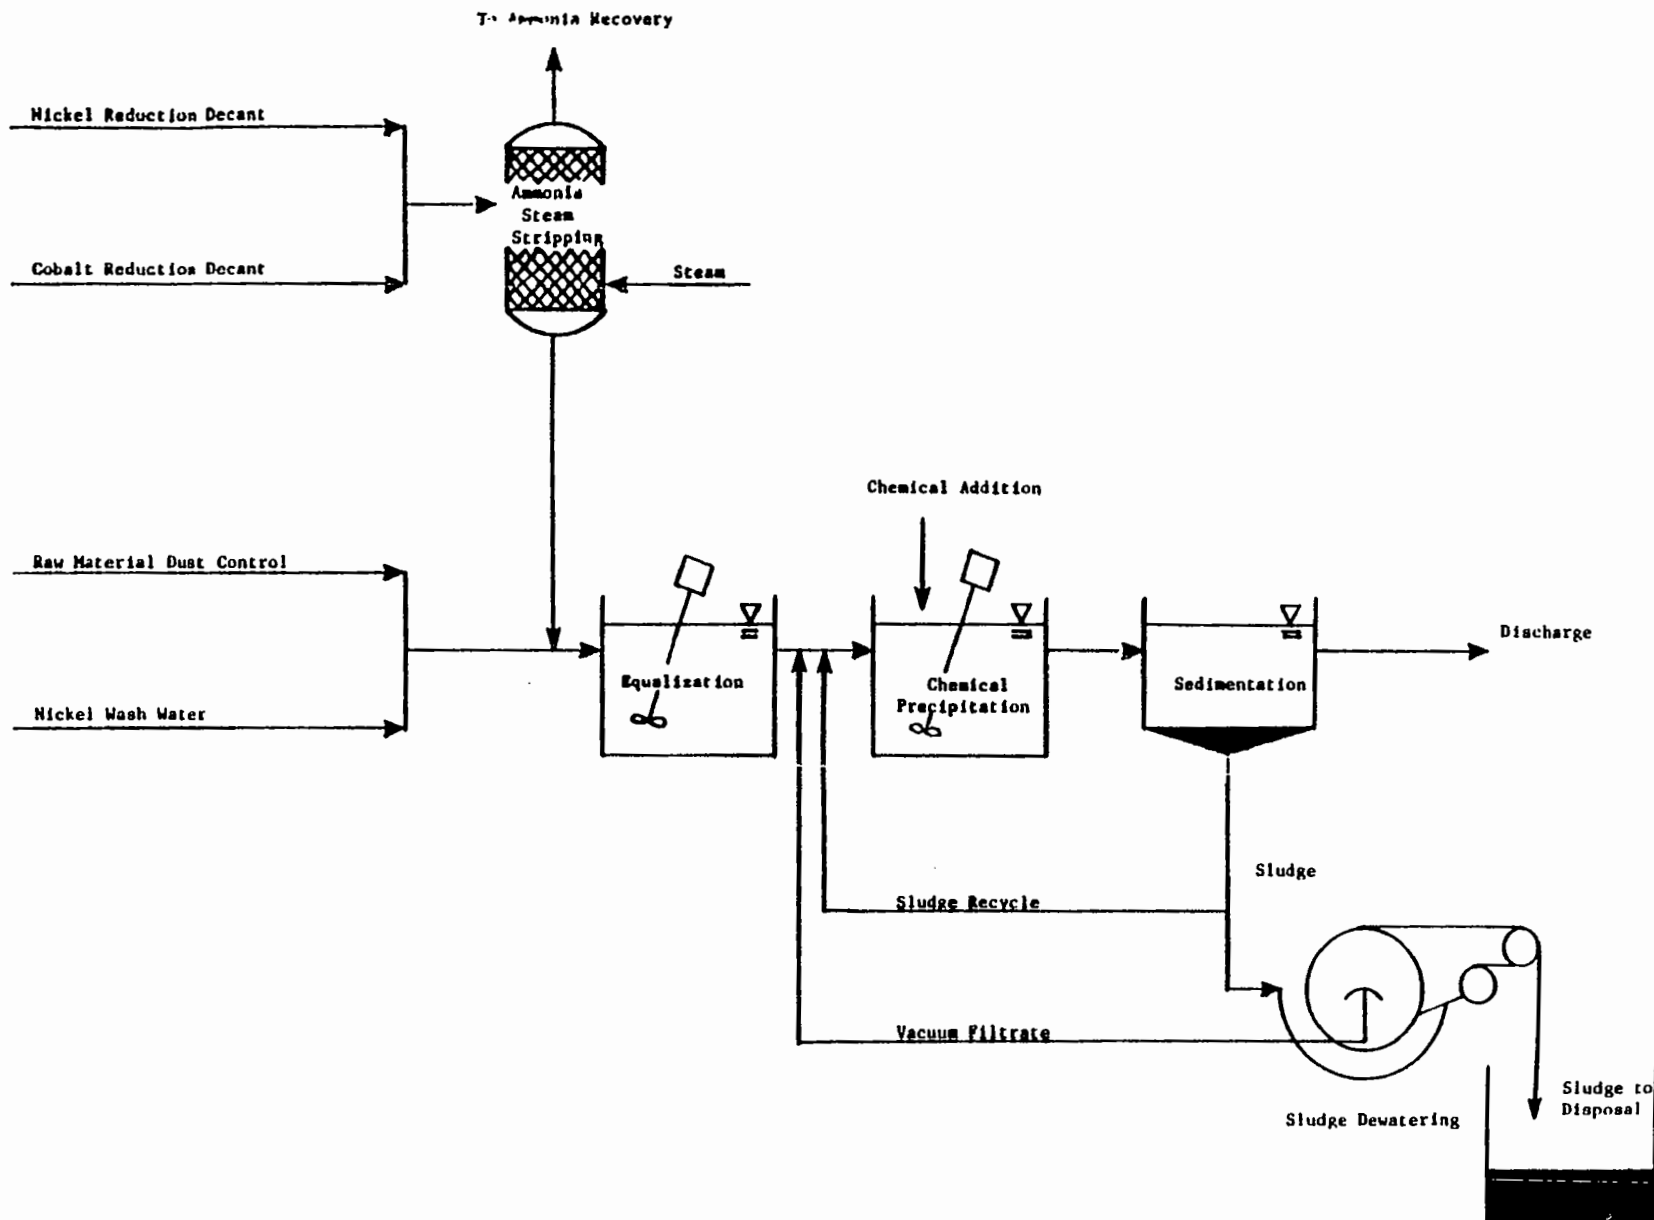 To Ammonia Recovery
Nickel Reduction Decant
Ammonia
Steam
Stripping
Cobalt Reduction Decant
Steam
Chemical Addition
Raw Material Dust Control
Discharge
Equalization
Chemical
Precipitation
Sedimentation
Nickel Wash Water
Sludge
Sludge Recycle
Vacuum Filtrate
Sludge to
Disposal
Sludge Dewatering